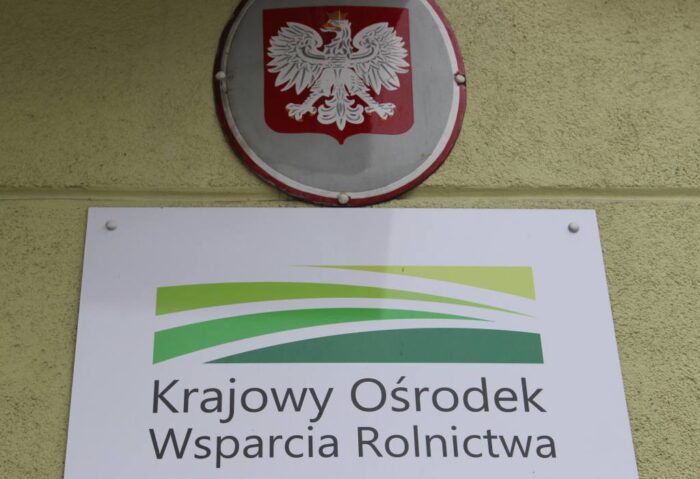 Krajowy Ośrodek
Wsparcia Rolnictwa